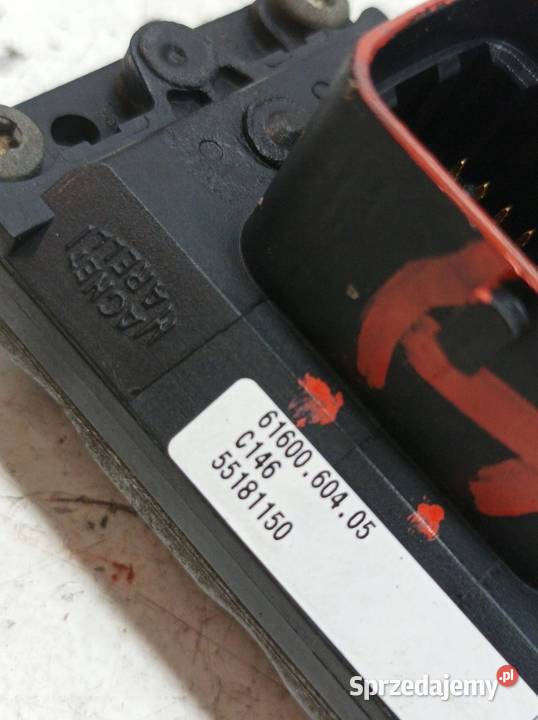 MAGNETI
MARELLI
61600.604.05
C146
55181150
Sprzedajemy.pl